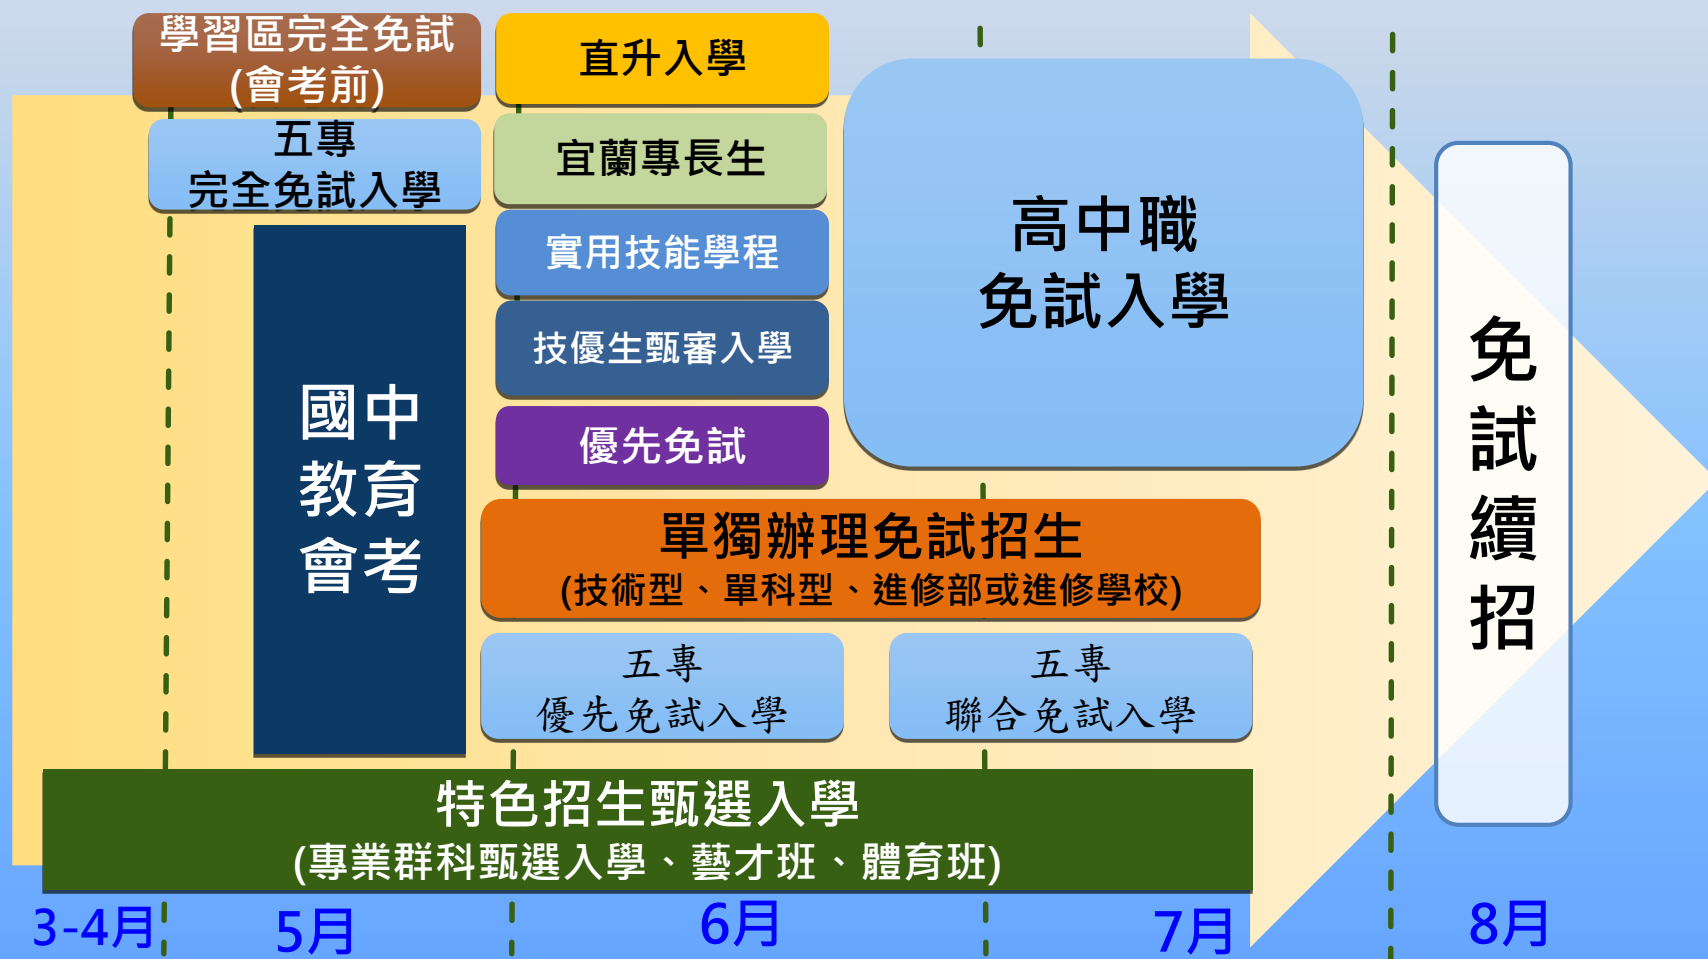 學習區完全免試
(會考前)
五專
完全免試入學
國中
教育
會考
直升入學
宜蘭專長生
實用技能學程
技優生甄審入學
優先免試
高中職
免試入學
單獨辦理免試招生
(技術型、單科型、進修部或進修學校)
五專
優先免試入學
五專
聯合免試入學
特色招生甄選入學
(專業群科甄選入學、藝才班、體育班)
免
試
續
招
3-4月
5月
6月
7月
8月